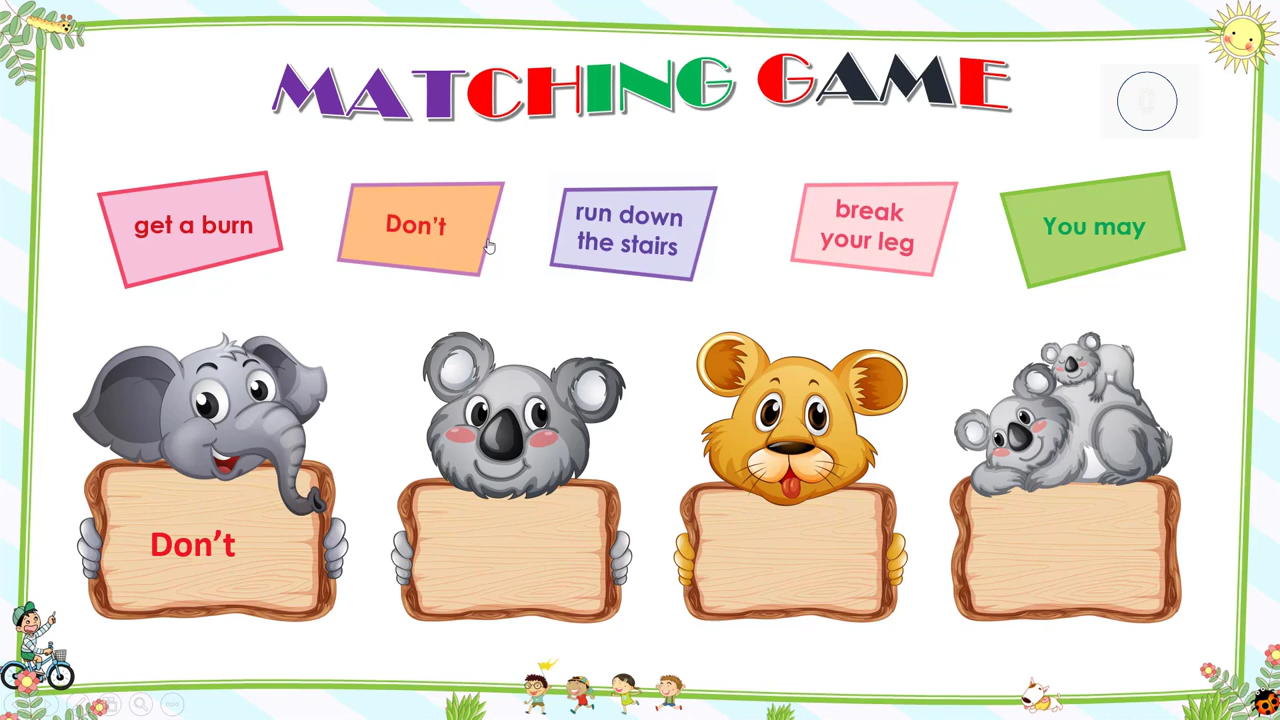 MATCHING GAME
get a burn
Don't
run down
the stairs
break
your leg
You may
Don't